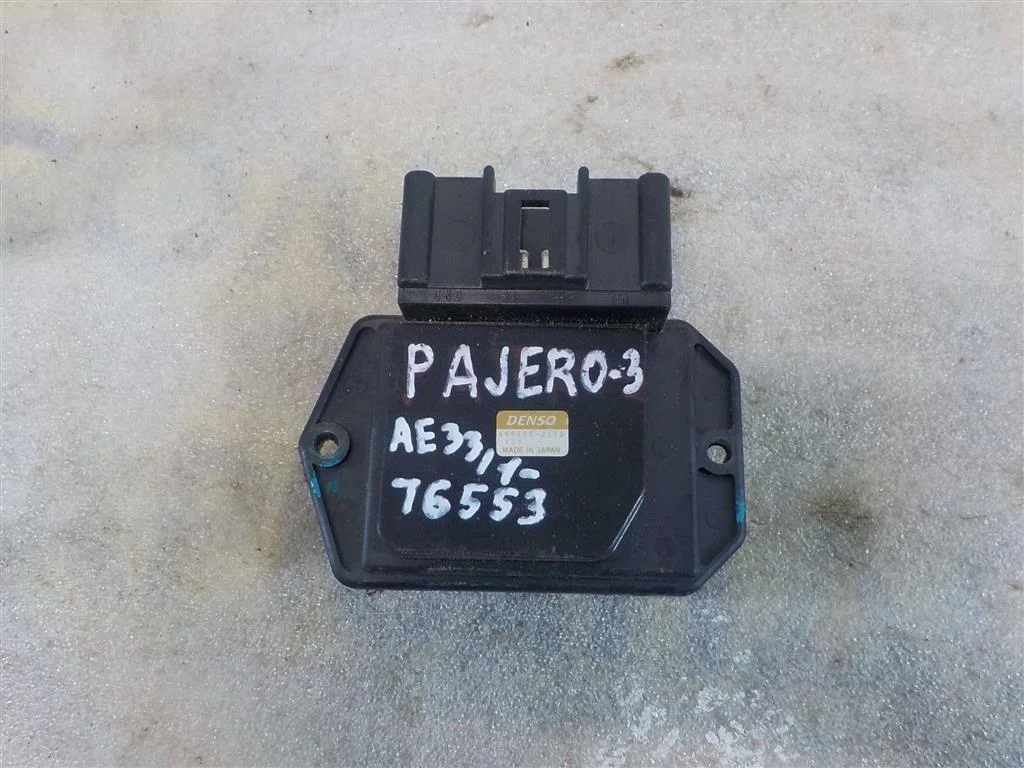 PAJERO-3
DENSO
MADE IN JAPAN
AE33/1-
76553